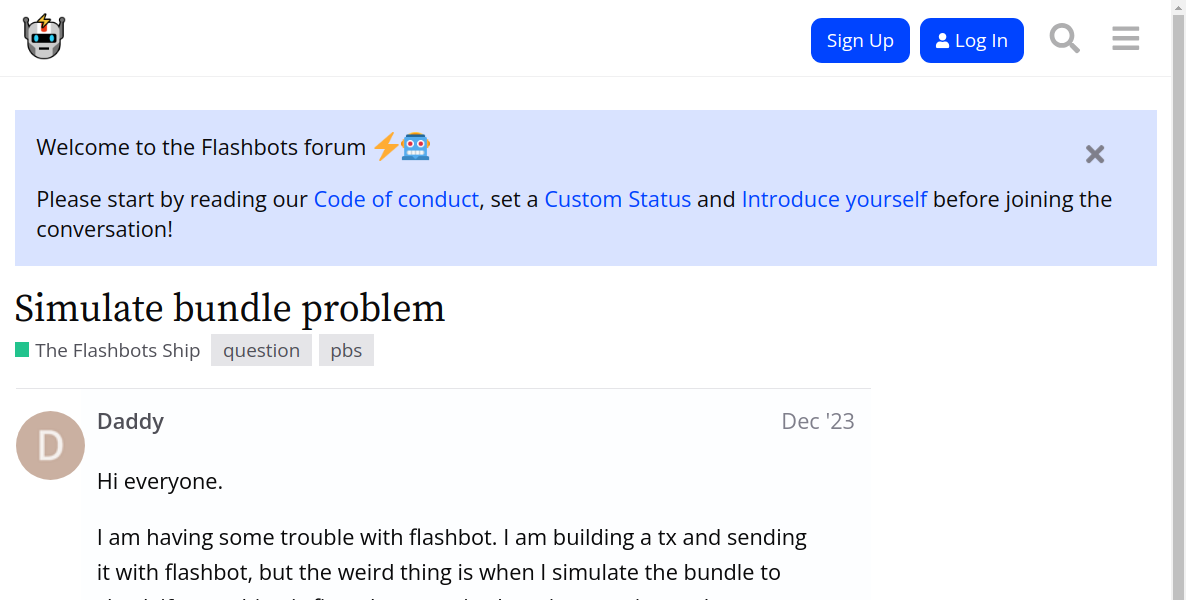 Sign Up
Log In
Welcome to the Flashbots forum
Please start by reading our Code of conduct, set a Custom Status and Introduce yourself before joining the
conversation!
Simulate bundle problem
The Flashbots Ship question pbs
D
Daddy Dec '23
Hi everyone.
I am having some trouble with flashbot. I am building a tx and sending
it with flashbot, but the weird thing is when I simulate the bundle to